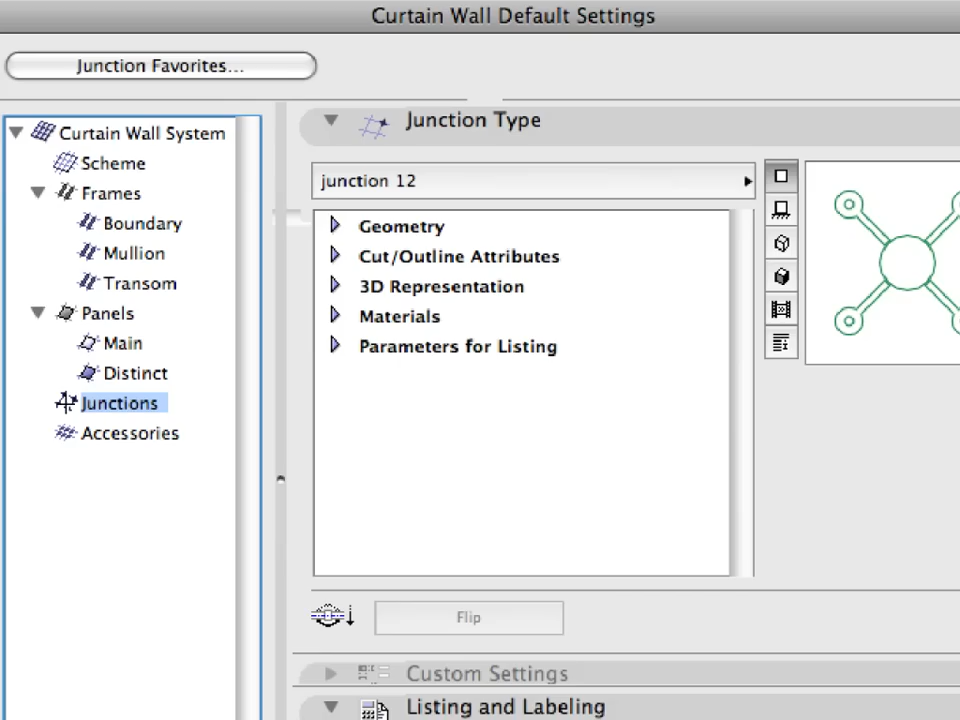 Curtain Wall Default Settings
Junction Favorites...
Curtain Wall System
Scheme
Frames
Boundary
Mullion
Transom
Panels
Main
Distinct
Junctions
Accessories
Junction Type
junction 12
Geometry
Cut/Outline Attributes
3D Representation
Materials
Parameters for Listing
Flip
Custom Settings
Listing and Labeling